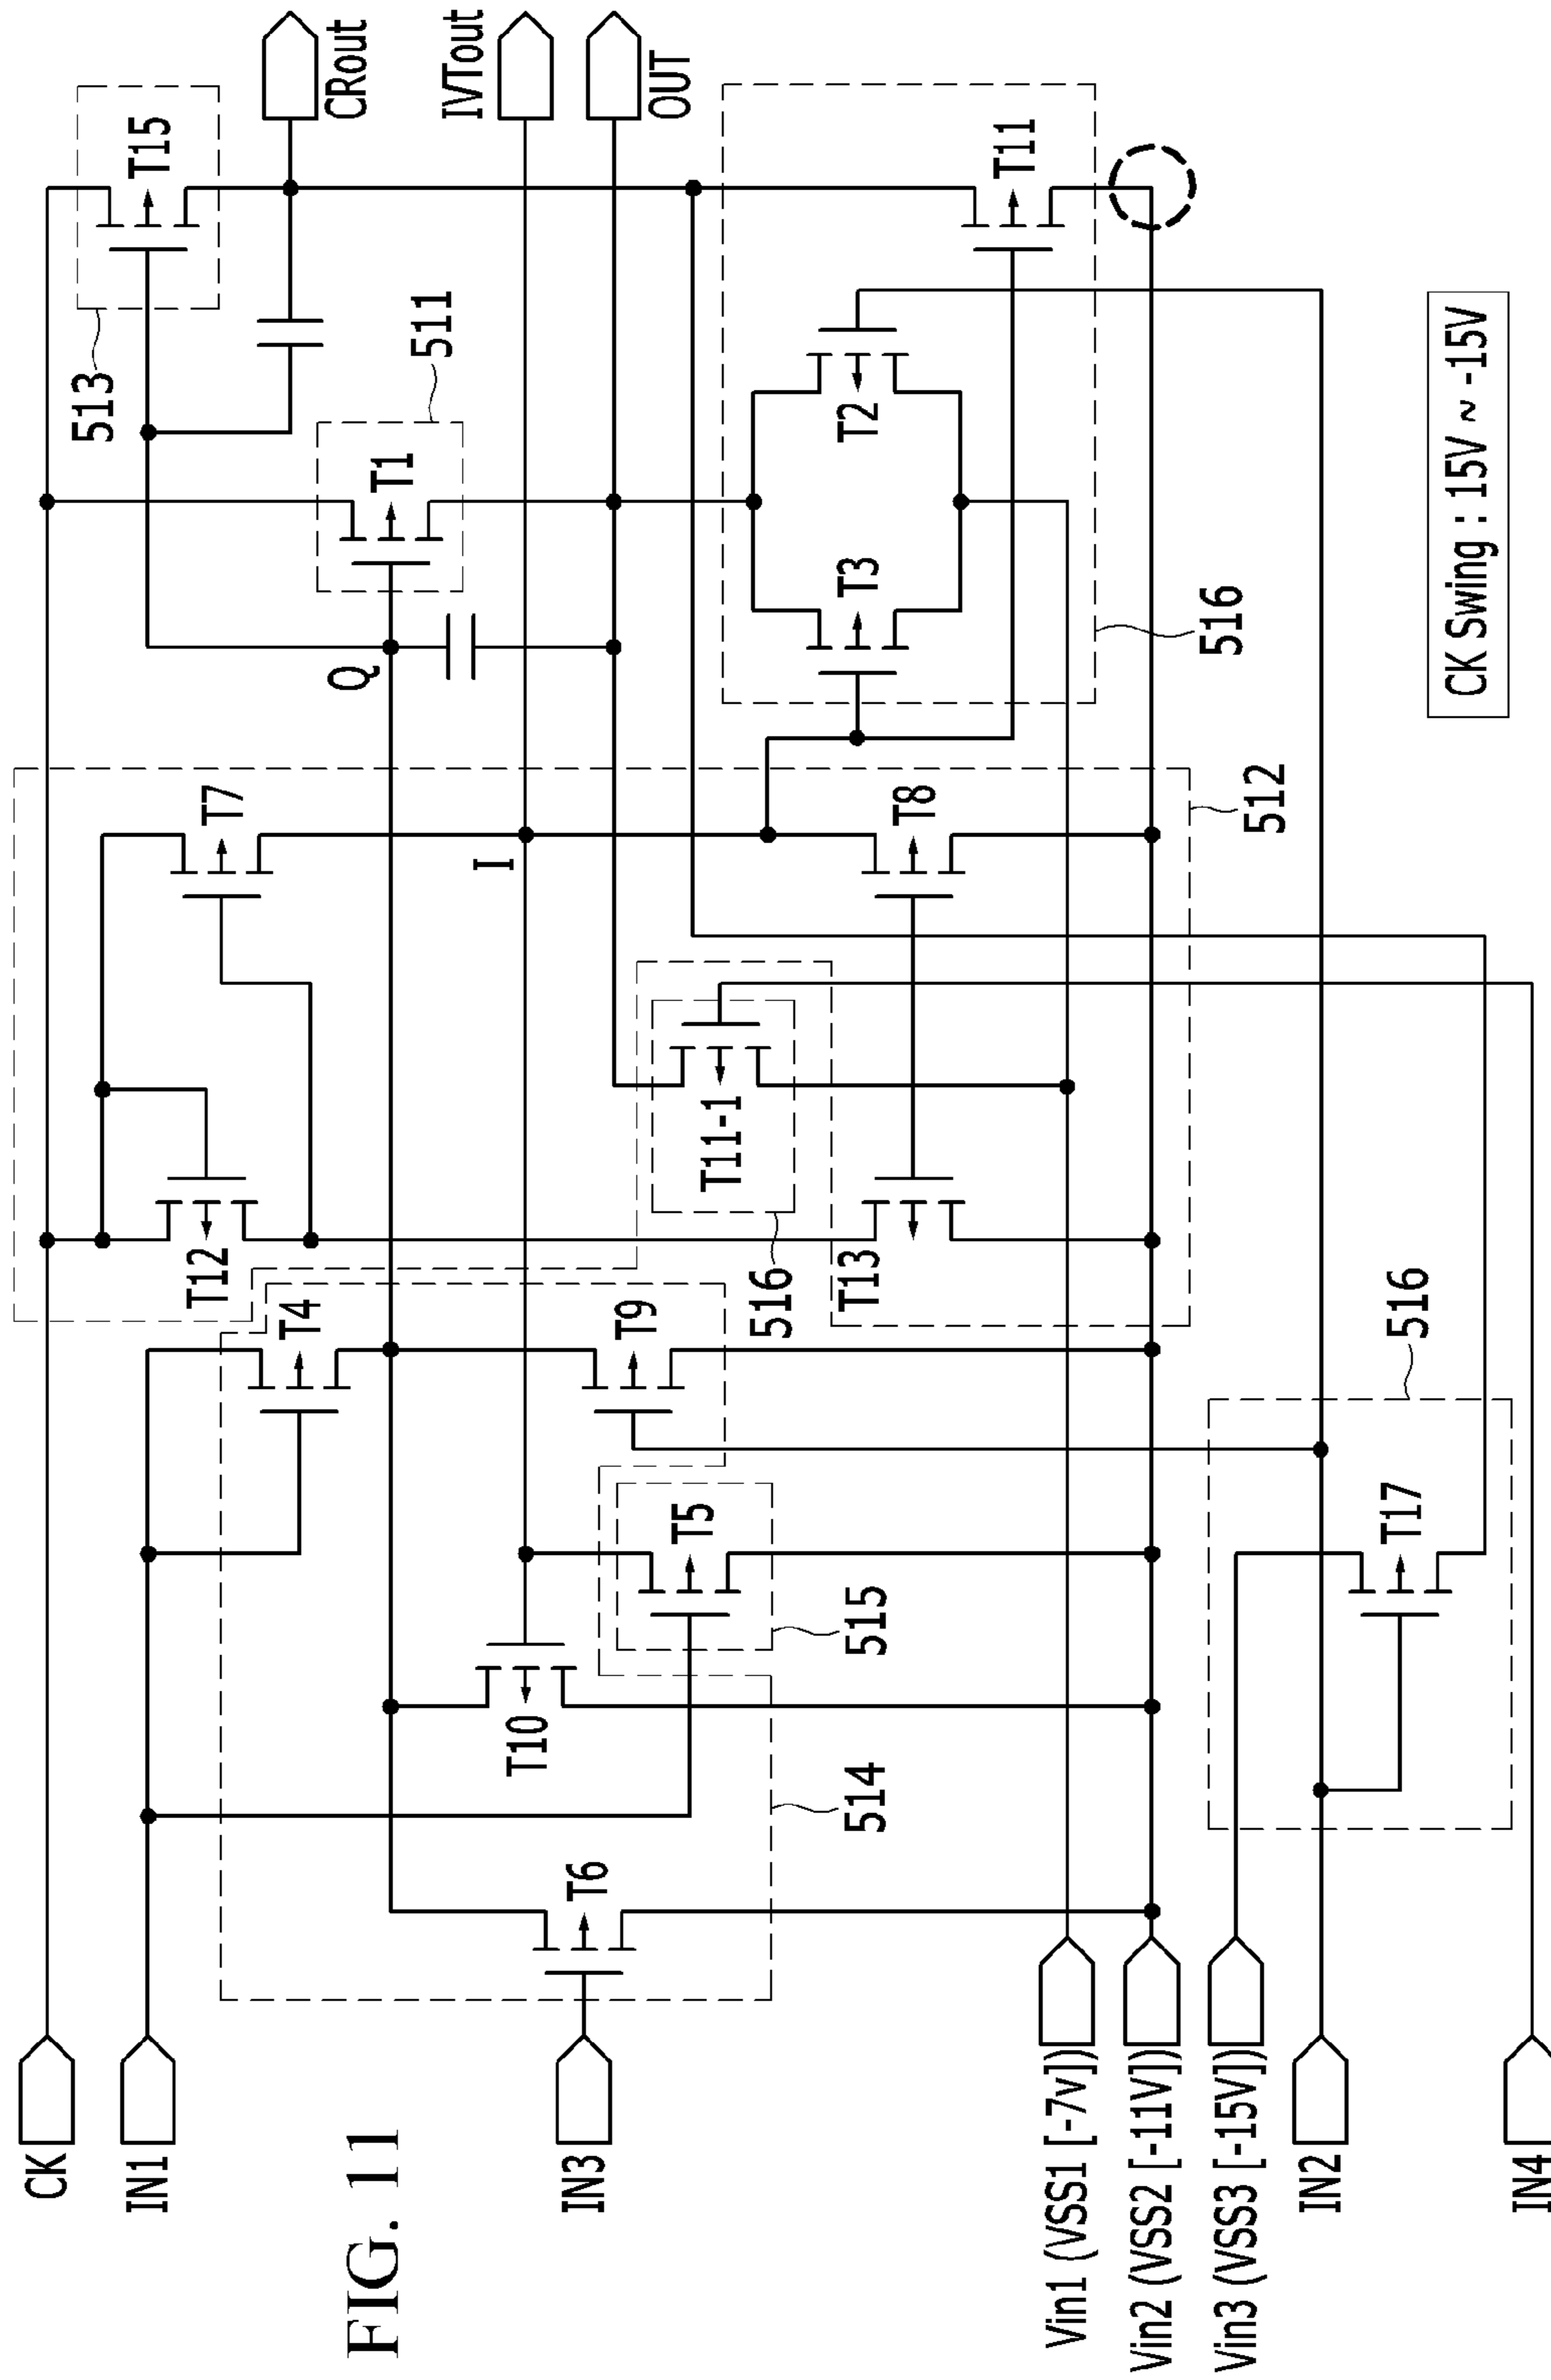 FIG. 11
CK
IN1
IN3
Vin1 (VSS1 [-7v])
Vin2 (VSS2 [-11V])
Vin3 (VSS3 [-15V])
IN2
IN4
T12
T7
T4
T15
513
CRout
IVTout
OUT
Q
T1
511
I
T6
T10
T5
515
514
T9
T11-1
516
T13
T8
512
T3
T2
T11
516
T17
516
CK Swing : 15V ~ -15V